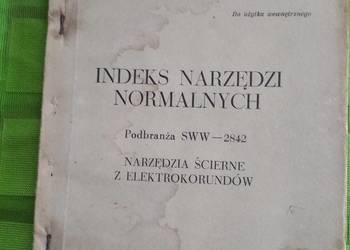 Do użytku wewnętrznego
INDEKS NARZĘDZI
NORMALNYCH
Podbranża SWW—2842
NARZĘDZIA ŚCIERNE
Z ELEKTROKORUNDÓW